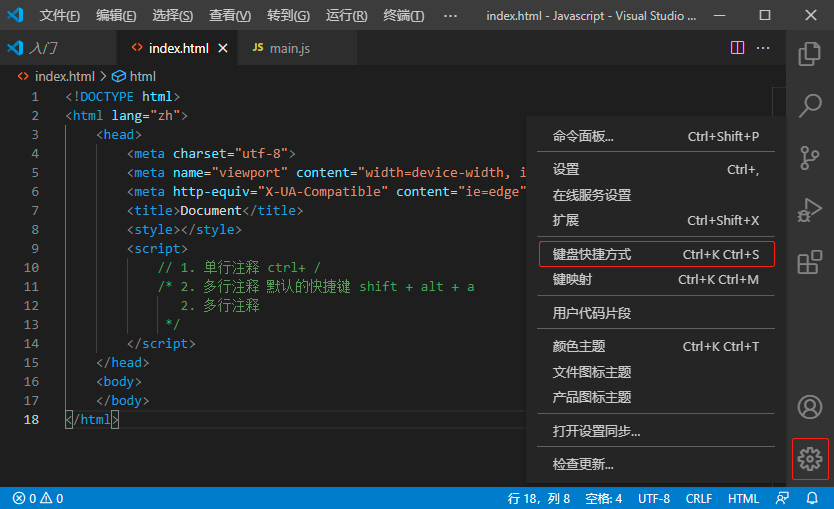 文件(F) 编辑(E) 选择(S) 查看(V) 转到(G) 运行(R) 终端(T) ··· index.html - Javascript - Visual Studio ...
入门 <> index.html × JS main.js ···
<> index.html > html
1 <!DOCTYPE html>
2 <html lang="zh">
3 <head>
4 <meta charset="utf-8">
5 <meta name="viewport" content="width=device-width, i
6 <meta http-equiv="X-UA-Compatible" content="ie=edge"
7 <title>Document</title>
8 <style></style>
9 <script>
10 // 1. 单行注释 ctrl+ /
11 /* 2. 多行注释 默认的快捷键 shift + alt + a
12 2. 多行注释
13 */
14 </script>
15 </head>
16 <body>
17 </body>
18 </html>
命令面板... Ctrl+Shift+P
设置 Ctrl+,
在线服务设置
扩展 Ctrl+Shift+X
键盘快捷方式 Ctrl+K Ctrl+S
键映射 Ctrl+K Ctrl+M
用户代码片段
颜色主题 Ctrl+K Ctrl+T
文件图标主题
产品图标主题
打开设置同步...
检查更新...
0 0 行 18，列 8 空格: 4 UTF-8 CRLF HTML